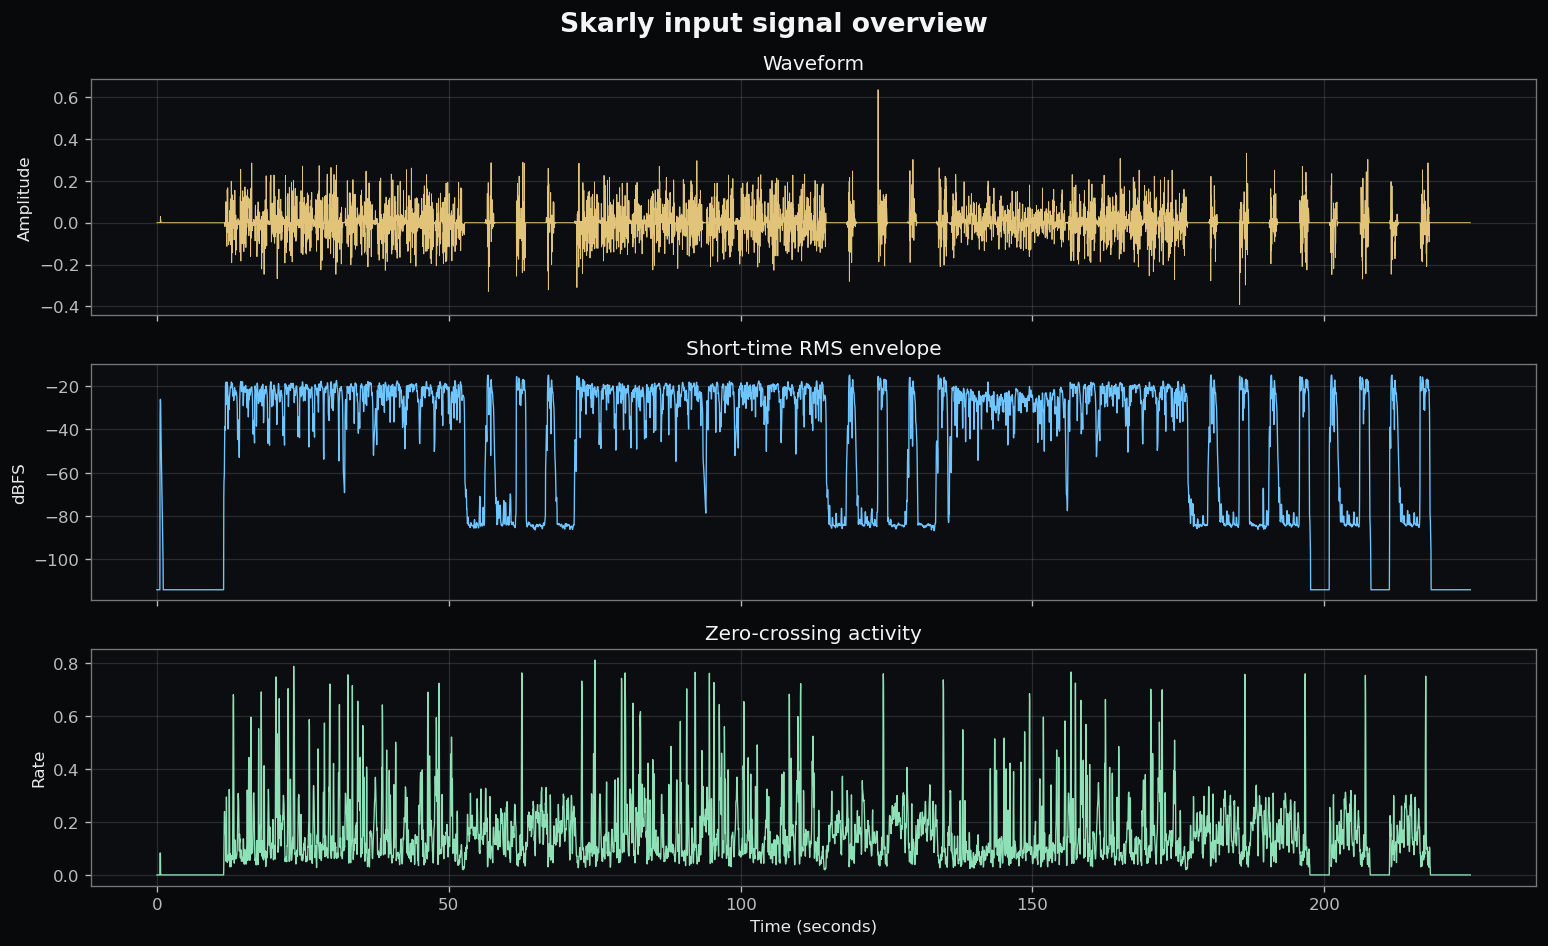 Skarly input signal overview
Waveform
Amplitude
0.6
0.4
0.2
0.0
−0.2
−0.4
Short-time RMS envelope
dBFS
−20
−40
−60
−80
−100
Zero-crossing activity
Rate
0.8
0.6
0.4
0.2
0.0
0 50 100 150 200
Time (seconds)